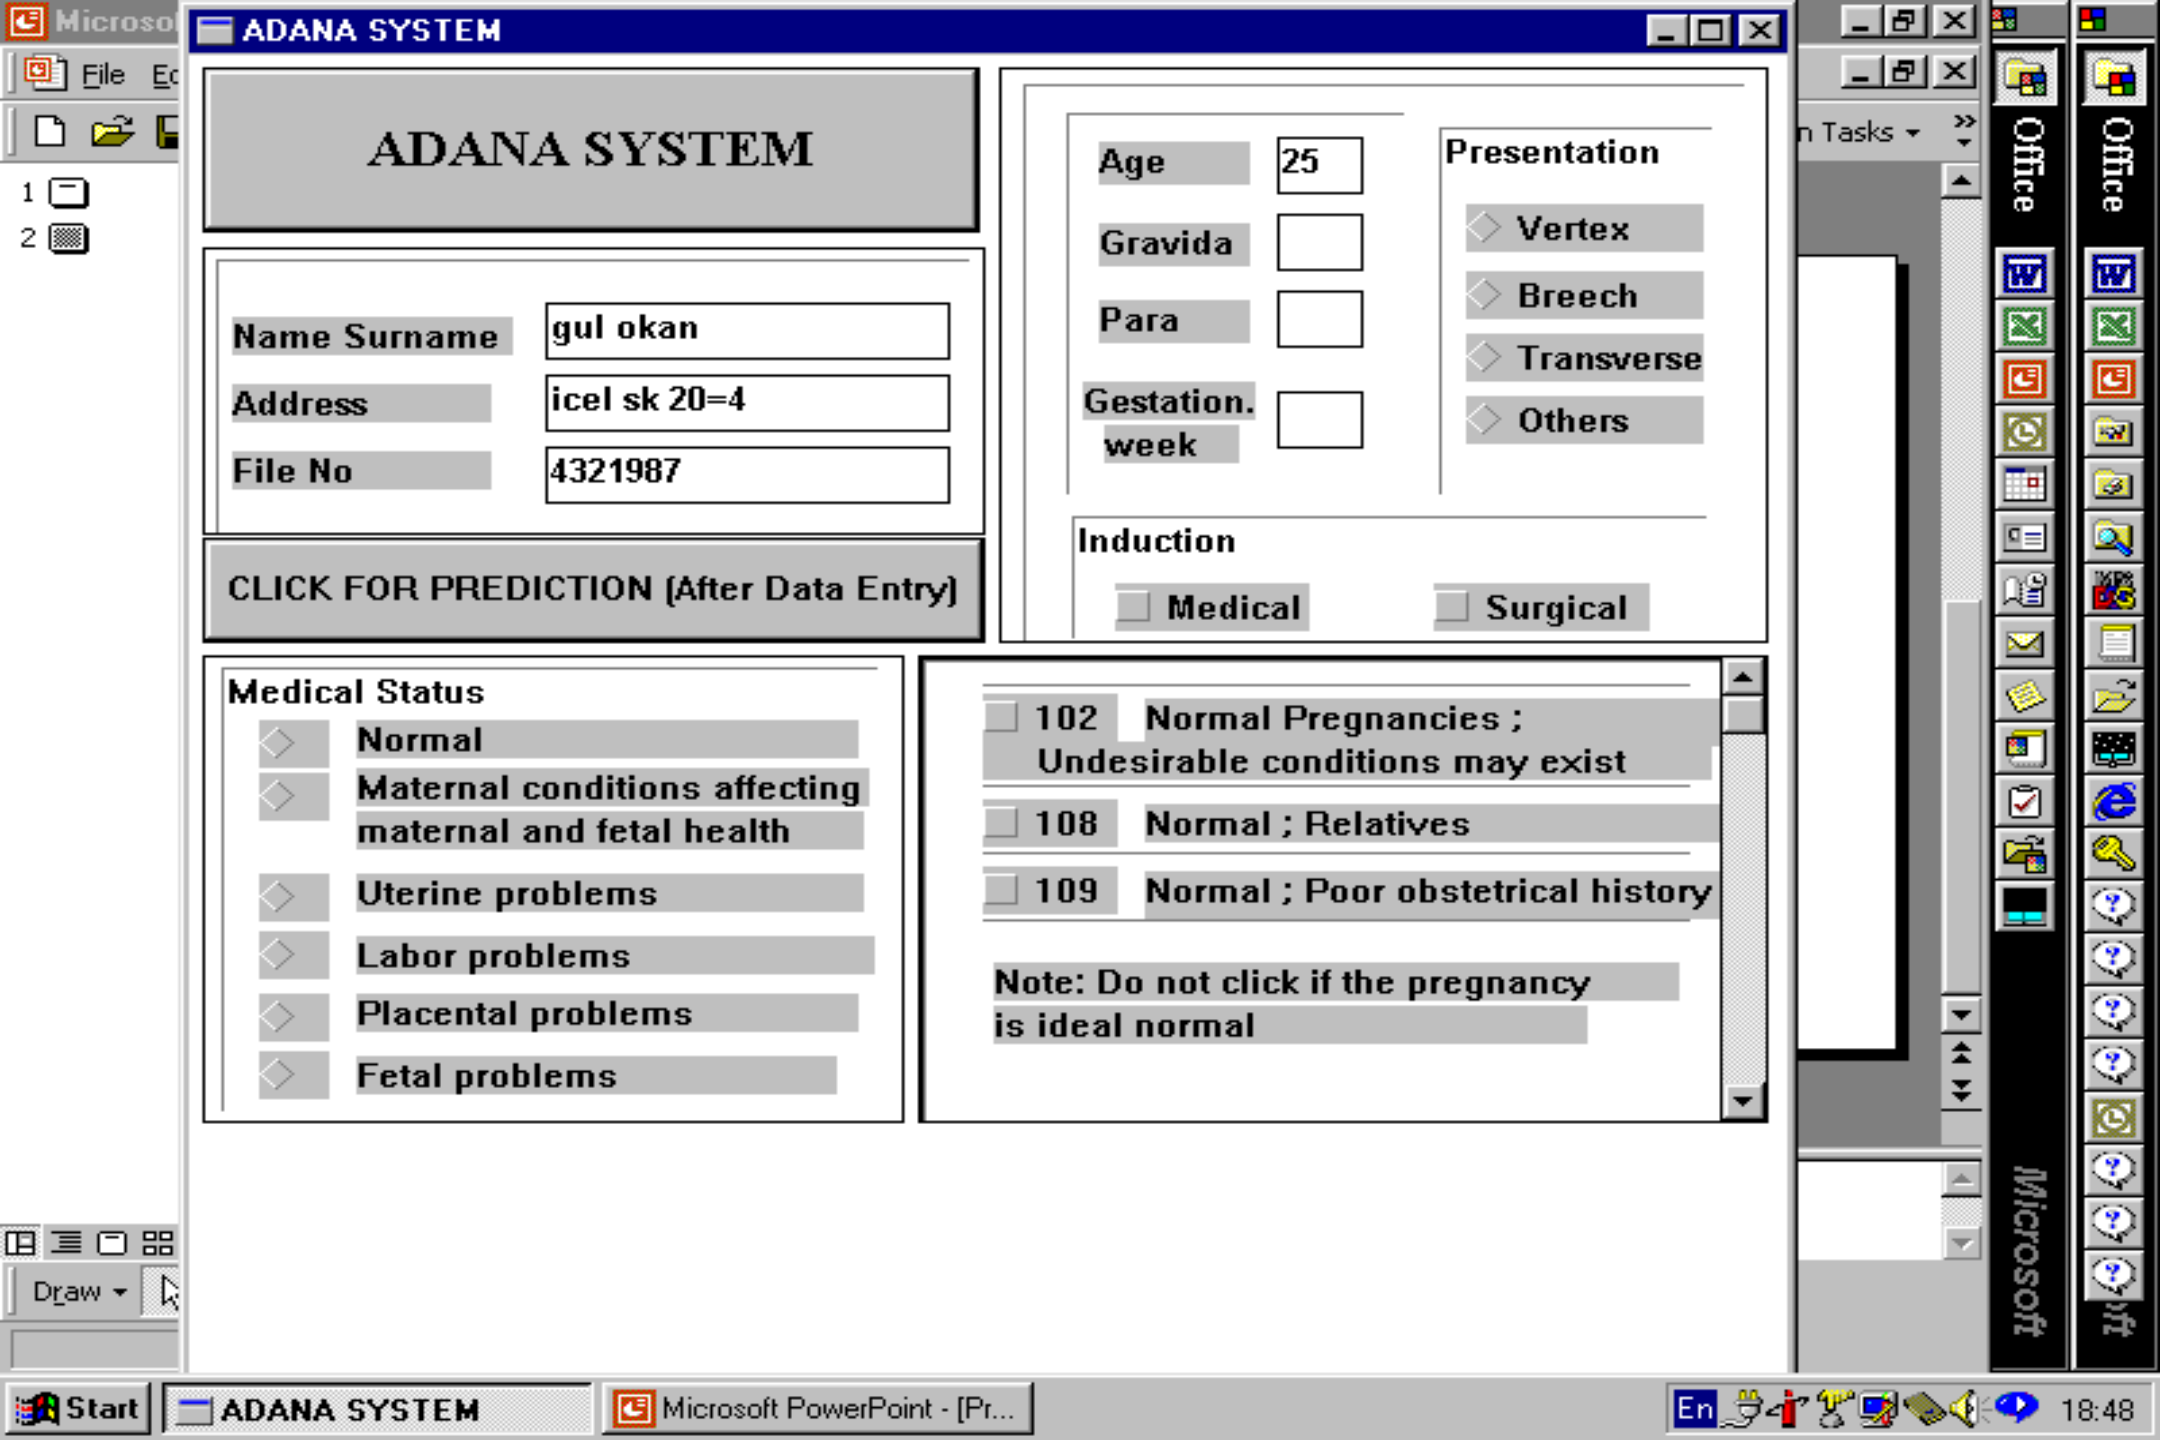 Microsof
ADANA SYSTEM
File Ed
n Tasks
1
2
ADANA SYSTEM
Name Surname gul okan
Address icel sk 20=4
File No 4321987
CLICK FOR PREDICTION (After Data Entry)
Age 25
Gravida
Para
Gestation.
week
Presentation
Vertex
Breech
Transverse
Others
Induction
Medical Surgical
Medical Status
Normal
Maternal conditions affecting
maternal and fetal health
Uterine problems
Labor problems
Placental problems
Fetal problems
102 Normal Pregnancies ;
Undesirable conditions may exist
108 Normal ; Relatives
109 Normal ; Poor obstetrical history
Note: Do not click if the pregnancy
is ideal normal
Office
Office
Microsoft
Draw
Start ADANA SYSTEM Microsoft PowerPoint - [Pr... En 18:48